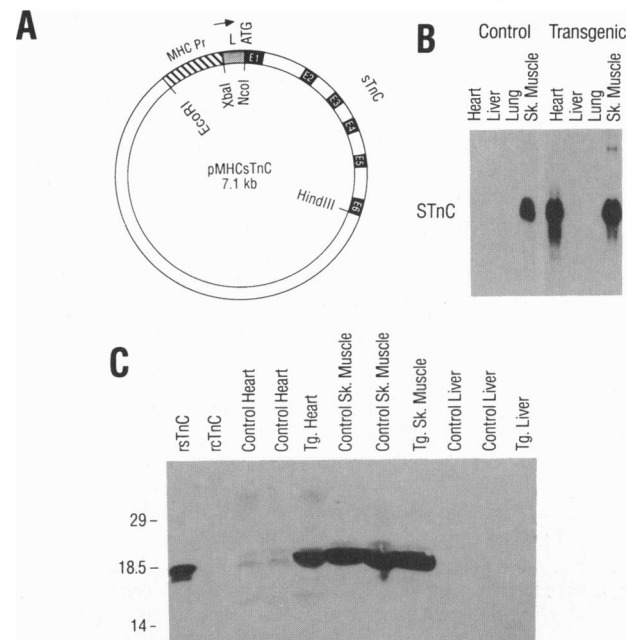 A
MHC Pr
L
ATG
E1
E2
E3
E4
E5
E6
sTnC
EcoRI
XbaI
NcoI
HindIII
pMHCsTnC
7.1 kb
B
Control
Transgenic
Heart
Liver
Lung
Sk. Muscle
Heart
Liver
Lung
Sk. Muscle
STnC
C
rsTnC
rcTnC
Control Heart
Control Heart
Tg. Heart
Control Sk. Muscle
Control Sk. Muscle
Tg. Sk. Muscle
Control Liver
Control Liver
Tg. Liver
29 –
18.5 –
14 –